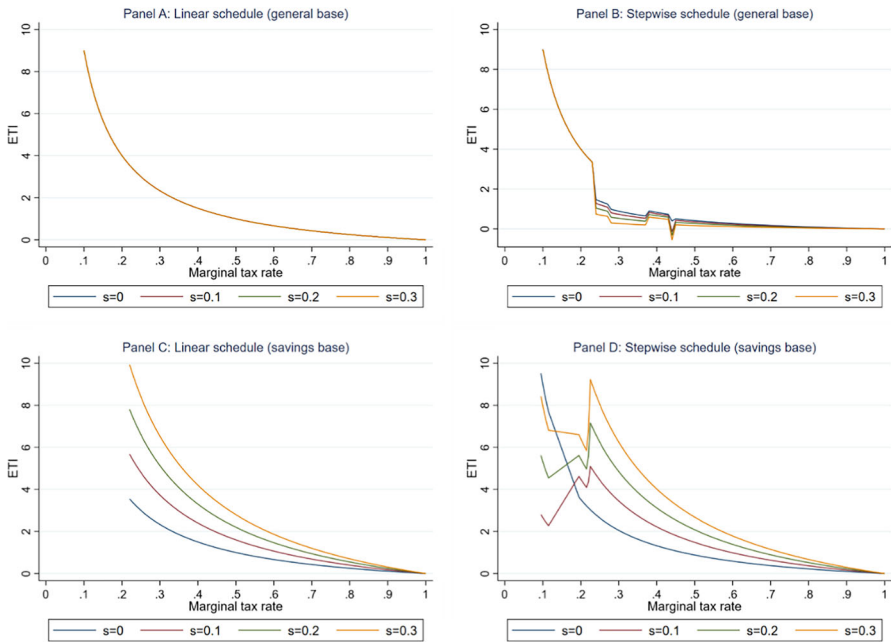 Panel A: Linear schedule (general base)
ETI
10
8
6
4
2
0
0 .1 .2 .3 .4 .5 .6 .7 .8 .9 1
Marginal tax rate
s=0 s=0.1 s=0.2 s=0.3
Panel B: Stepwise schedule (general base)
ETI
10
8
6
4
2
0
0 .1 .2 .3 .4 .5 .6 .7 .8 .9 1
Marginal tax rate
s=0 s=0.1 s=0.2 s=0.3
Panel C: Linear schedule (savings base)
ETI
10
8
6
4
2
0
0 .1 .2 .3 .4 .5 .6 .7 .8 .9 1
Marginal tax rate
s=0 s=0.1 s=0.2 s=0.3
Panel D: Stepwise schedule (savings base)
ETI
10
8
6
4
2
0
0 .1 .2 .3 .4 .5 .6 .7 .8 .9 1
Marginal tax rate
s=0 s=0.1 s=0.2 s=0.3